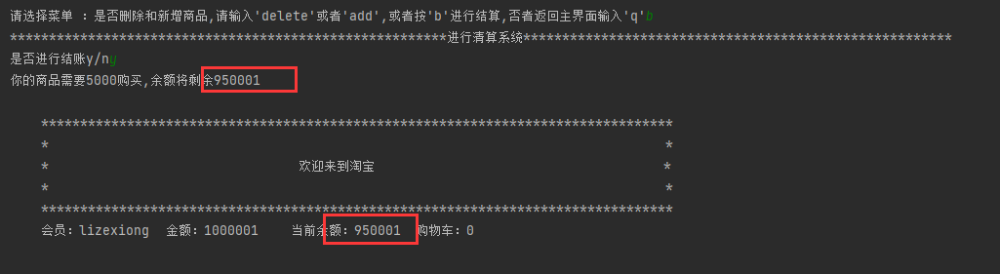 请选择菜单 : 是否删除和新增商品,请输入'delete'或者'add',或者按'b'进行结算,否者返回主界面输入'q'b
********************************************************进行清算系统*******************************************************
是否进行结账y/ny
你的商品需要5000购买,余额将剩余950001
*********************************************************************************
* *
* 欢迎来到淘宝 *
* *
*********************************************************************************
会员: lizexiong 金额: 1000001 当前余额: 950001 购物车: 0